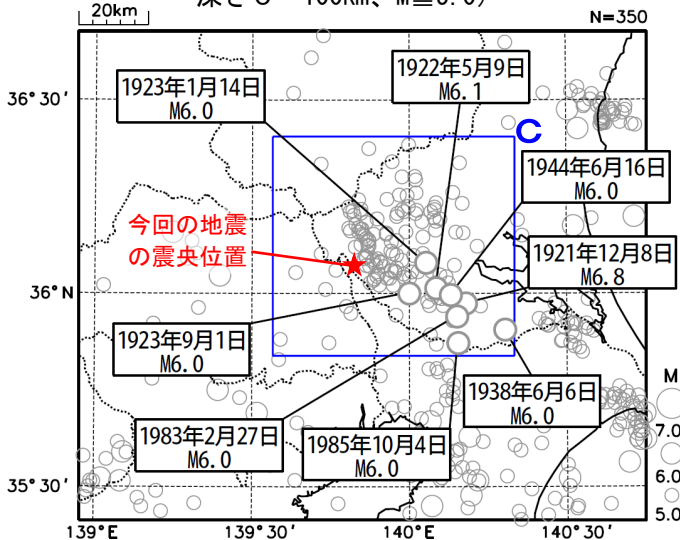 深さ0～100km、M≧5.0）
20km
N=350
36°30′
36°N
35°30′
139°E
139°30′
140°E
140°30′
1923年1月14日
M6.0
1922年5月9日
M6.1
C
1944年6月16日
M6.0
今回の地震
の震央位置
1921年12月8日
M6.8
1923年9月1日
M6.0
1938年6月6日
M6.0
1983年2月27日
M6.0
1985年10月4日
M6.0
M
7.0
6.0
5.0